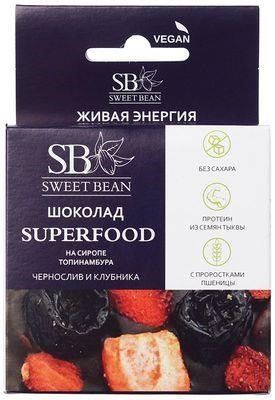 VEGAN
SB
SWEET BEAN
ЖИВАЯ ЭНЕРГИЯ
SB
SWEET BEAN
ШОКОЛАД
SUPERFOOD
НА СИРОПЕ
ТОПИНАМБУРА
ЧЕРНОСЛИВ И КЛУБНИКА
БЕЗ САХАРА
ПРОТЕИН
ИЗ СЕМЯН ТЫКВЫ
С ПРОРОСТКАМИ
ПШЕНИЦЫ